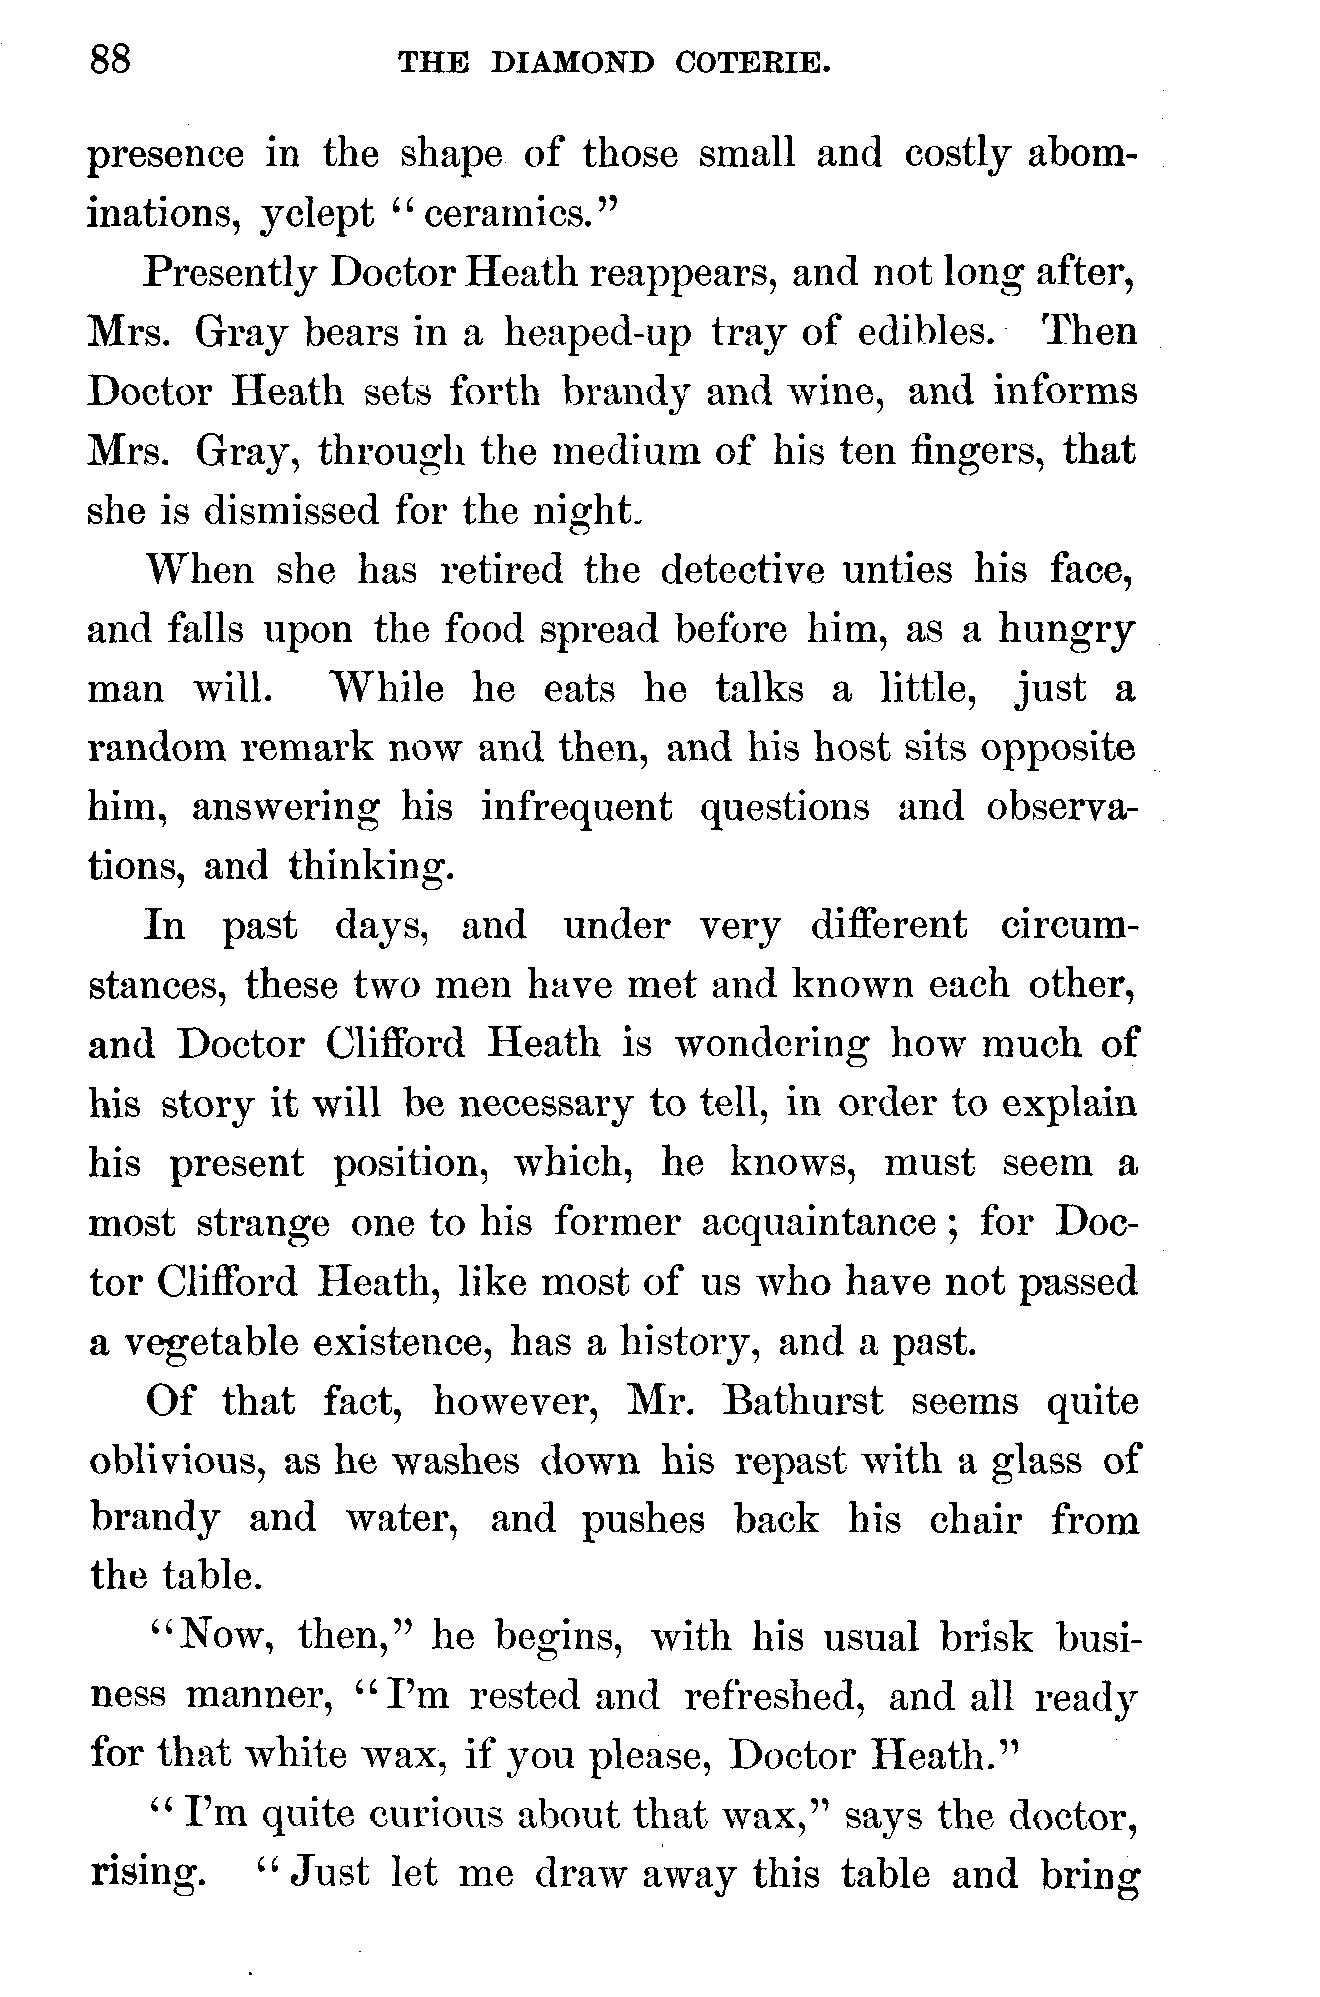 88 THE DIAMOND COTERIE.
presence in the shape of those small and costly abom-
inations, yclept "ceramics."
Presently Doctor Heath reappears, and not long after,
Mrs. Gray bears in a heaped-up tray of edibles. Then
Doctor Heath sets forth brandy and wine, and informs
Mrs. Gray, through the medium of his ten fingers, that
she is dismissed for the night.
When she has retired the detective unties his face,
and falls upon the food spread before him, as a hungry
man will. While he eats he talks a little, just a
random remark now and then, and his host sits opposite
him, answering his infrequent questions and observa-
tions, and thinking.
In past days, and under very different circum-
stances, these two men have met and known each other,
and Doctor Clifford Heath is wondering how much of
his story it will be necessary to tell, in order to explain
his present position, which, he knows, must seem a
most strange one to his former acquaintance; for Doc-
tor Clifford Heath, like most of us who have not passed
a vegetable existence, has a history, and a past.
Of that fact, however, Mr. Bathurst seems quite
oblivious, as he washes down his repast with a glass of
brandy and water, and pushes back his chair from
the table.
"Now, then," he begins, with his usual brisk busi-
ness manner, "I'm rested and refreshed, and all ready
for that white wax, if you please, Doctor Heath."
"I'm quite curious about that wax," says the doctor,
rising. "Just let me draw away this table and bring